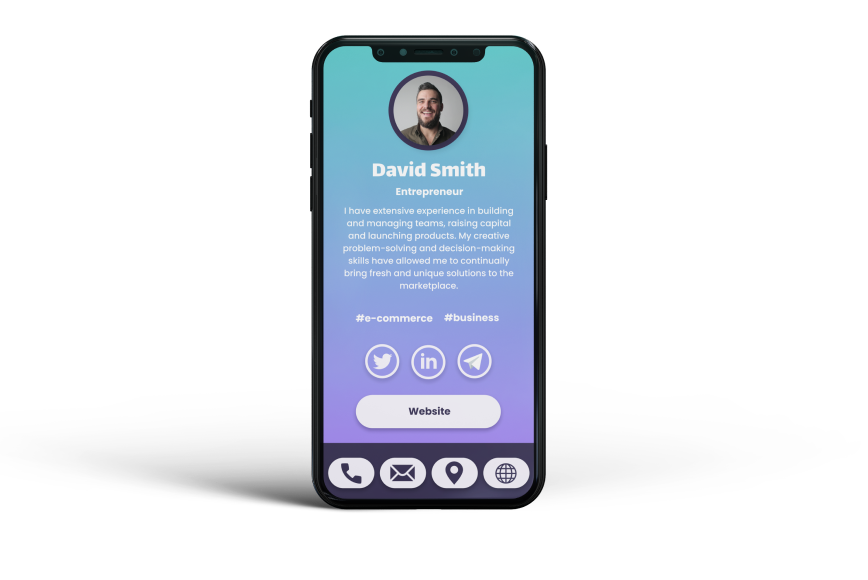 David Smith
Entrepreneur
I have extensive experience in building
and managing teams, raising capital
and launching products. My creative
problem-solving and decision-making
skills have allowed me to continually
bring fresh and unique solutions to the
marketplace.
#e-commerce #business
in
Website